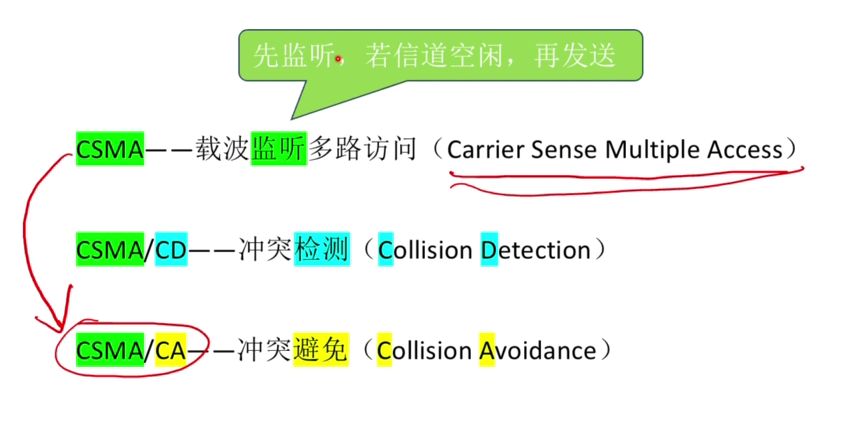 先监听，若信道空闲，再发送
CSMA——载波监听多路访问（Carrier Sense Multiple Access）
CSMA/CD——冲突检测（Collision Detection）
CSMA/CA——冲突避免（Collision Avoidance）